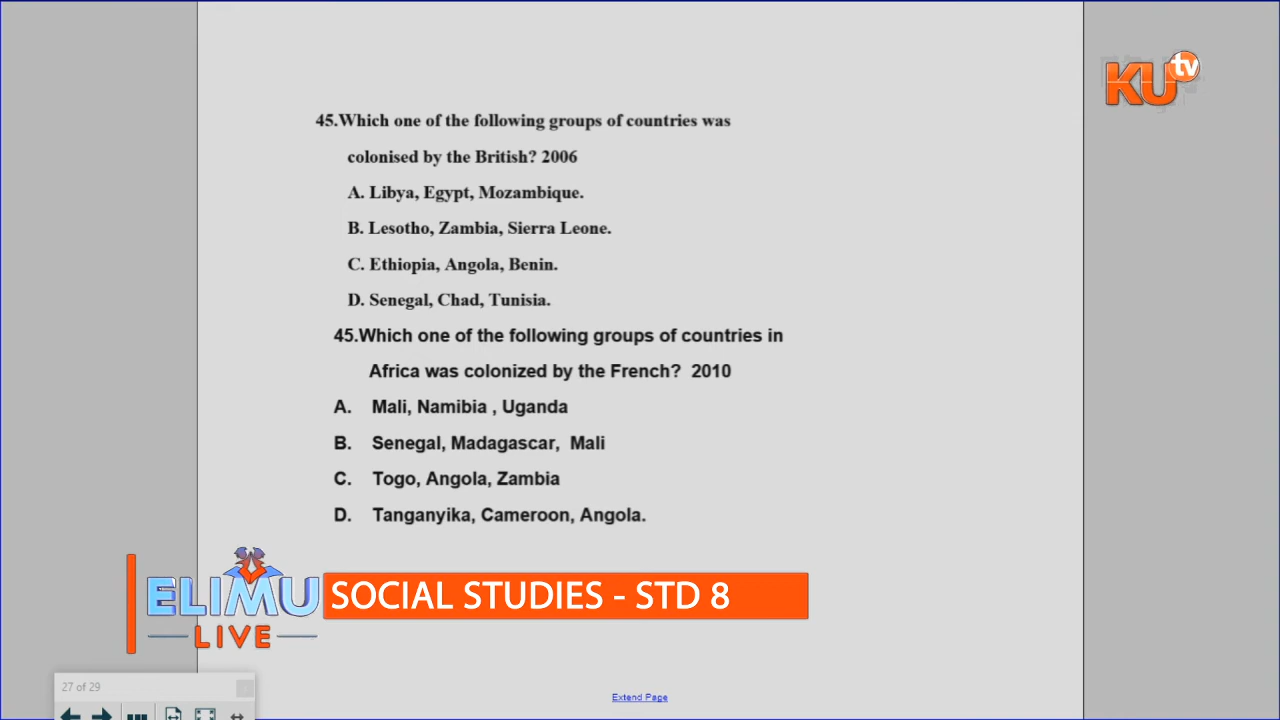 KU tv
45.Which one of the following groups of countries was
colonised by the British? 2006
A. Libya, Egypt, Mozambique.
B. Lesotho, Zambia, Sierra Leone.
C. Ethiopia, Angola, Benin.
D. Senegal, Chad, Tunisia.
45.Which one of the following groups of countries in
Africa was colonized by the French? 2010
A. Mali, Namibia , Uganda
B. Senegal, Madagascar, Mali
C. Togo, Angola, Zambia
D. Tanganyika, Cameroon, Angola.
ELIMU
LIVE
SOCIAL STUDIES - STD 8
27 of 29
Extend Page